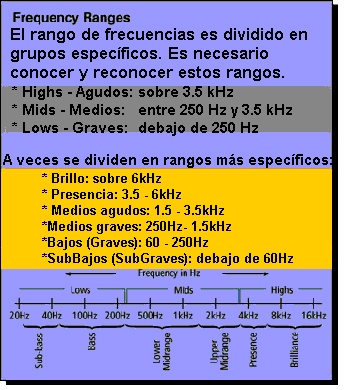 Frequency Ranges
El rango de frecuencias es dividido en
grupos específicos. Es necesario
conocer y reconocer estos rangos.
* Highs - Agudos: sobre 3.5 kHz
* Mids - Medios: entre 250 Hz y 3.5 kHz
* Lows - Graves: debajo de 250 Hz
A veces se dividen en rangos más específicos:
* Brillo: sobre 6kHz
* Presencia: 3.5 - 6kHz
* Medios agudos: 1.5 - 3.5kHz
*Medios graves: 250Hz- 1.5kHz
*Bajos (Graves): 60 - 250Hz
*SubBajos (SubGraves): debajo de 60Hz
Frequency in Hz
Lows Mids Highs
20Hz 40Hz 100Hz 200Hz 500Hz 1kHz 2kHz 4kHz 8kHz 16kHz
Sub-bass
Bass
Lower
Midrange
Upper
Midrange
Presence
Brilliance